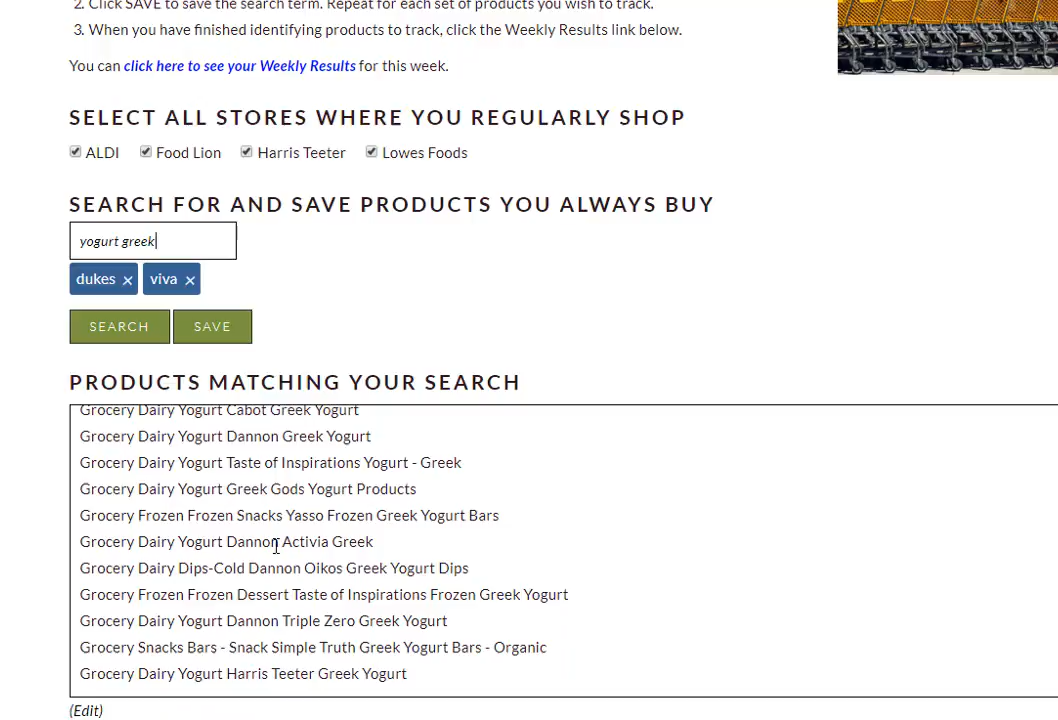 2. Click SAVE to save the search term. Repeat for each set of products you wish to track.
3. When you have finished identifying products to track, click the Weekly Results link below.
You can click here to see your Weekly Results for this week.
SELECT ALL STORES WHERE YOU REGULARLY SHOP
ALDI Food Lion Harris Teeter Lowes Foods
SEARCH FOR AND SAVE PRODUCTS YOU ALWAYS BUY
yogurt greek
dukes × viva ×
SEARCH SAVE
PRODUCTS MATCHING YOUR SEARCH
Grocery Dairy Yogurt Cabot Greek Yogurt
Grocery Dairy Yogurt Dannon Greek Yogurt
Grocery Dairy Yogurt Taste of Inspirations Yogurt - Greek
Grocery Dairy Yogurt Greek Gods Yogurt Products
Grocery Frozen Frozen Snacks Yasso Frozen Greek Yogurt Bars
Grocery Dairy Yogurt Dannon Activia Greek
Grocery Dairy Dips-Cold Dannon Oikos Greek Yogurt Dips
Grocery Frozen Frozen Dessert Taste of Inspirations Frozen Greek Yogurt
Grocery Dairy Yogurt Dannon Triple Zero Greek Yogurt
Grocery Snacks Bars - Snack Simple Truth Greek Yogurt Bars - Organic
Grocery Dairy Yogurt Harris Teeter Greek Yogurt
(Edit)